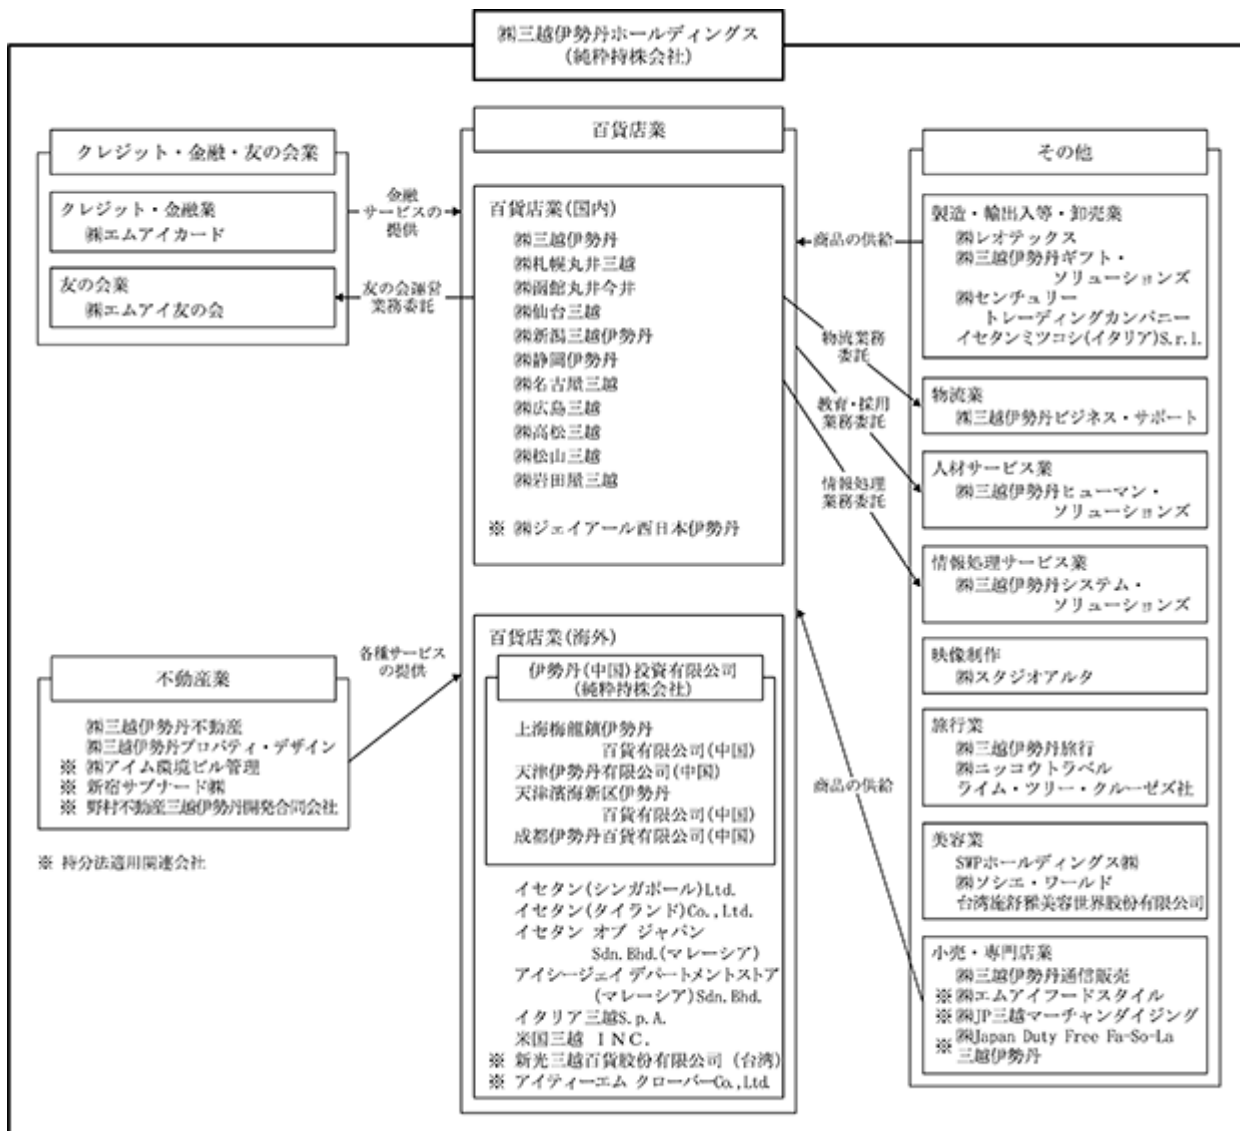 ㈱三越伊勢丹ホールディングス
(純粋持株会社)
クレジット・金融・友の会業
クレジット・金融業
㈱エムアイカード
友の会業
㈱エムアイ友の会
金融
サービスの
提供
友の会運営
業務委託
不動産業
㈱三越伊勢丹不動産
㈱三越伊勢丹プロパティ・デザイン
※ ㈱アイム環境ビル管理
※ 新宿サブナード㈱
※ 野村不動産三越伊勢丹開発合同会社
※ 持分法適用関連会社
各種サービス
の提供
百貨店業
百貨店業(国内)
㈱三越伊勢丹
㈱札幌丸井三越
㈱函館丸井今井
㈱仙台三越
㈱新潟三越伊勢丹
㈱静岡伊勢丹
㈱名古屋三越
㈱広島三越
㈱高松三越
㈱松山三越
㈱岩田屋三越
※ ㈱ジェイアール西日本伊勢丹
百貨店業(海外)
伊勢丹(中国)投資有限公司
(純粋持株会社)
上海梅龍鎮伊勢丹
百貨有限公司(中国)
天津伊勢丹有限公司(中国)
天津濱海新区伊勢丹
百貨有限公司(中国)
成都伊勢丹百貨有限公司(中国)
イセタン(シンガポール)Ltd.
イセタン(タイランド)Co.,Ltd.
イセタン オブ ジャパン
Sdn.Bhd.(マレーシア)
アイシージェイ デパートメントストア
(マレーシア)Sdn.Bhd.
イタリア三越S.p.A.
米国三越 INC.
※ 新光三越百貨股份有限公司 (台湾)
※ アイティーエム クローバーCo.,Ltd.
商品の供給
物流業務
委託
教育・採用
業務委託
情報処理
業務委託
商品の供給
その他
製造・輸出入等・卸売業
㈱レオテックス
㈱三越伊勢丹ギフト・
ソリューションズ
㈱センチュリー
トレーディングカンパニー
イセタンミツコシ(イタリア)S.r.l.
物流業
㈱三越伊勢丹ビジネス・サポート
人材サービス業
㈱三越伊勢丹ヒューマン・
ソリューションズ
情報処理サービス業
㈱三越伊勢丹システム・
ソリューションズ
映像制作
㈱スタジオアルタ
旅行業
㈱三越伊勢丹旅行
㈱ニッコウトラベル
ライム・ツリー・クルーゼズ社
美容業
SWPホールディングス㈱
㈱ソシエ・ワールド
台湾施舒雅美容世界股份有限公司
小売・専門店業
㈱三越伊勢丹通信販売
※㈱エムアイフードスタイル
※㈱JP三越マーチャンダイジング
※㈱Japan Duty Free Fa-So-La
三越伊勢丹